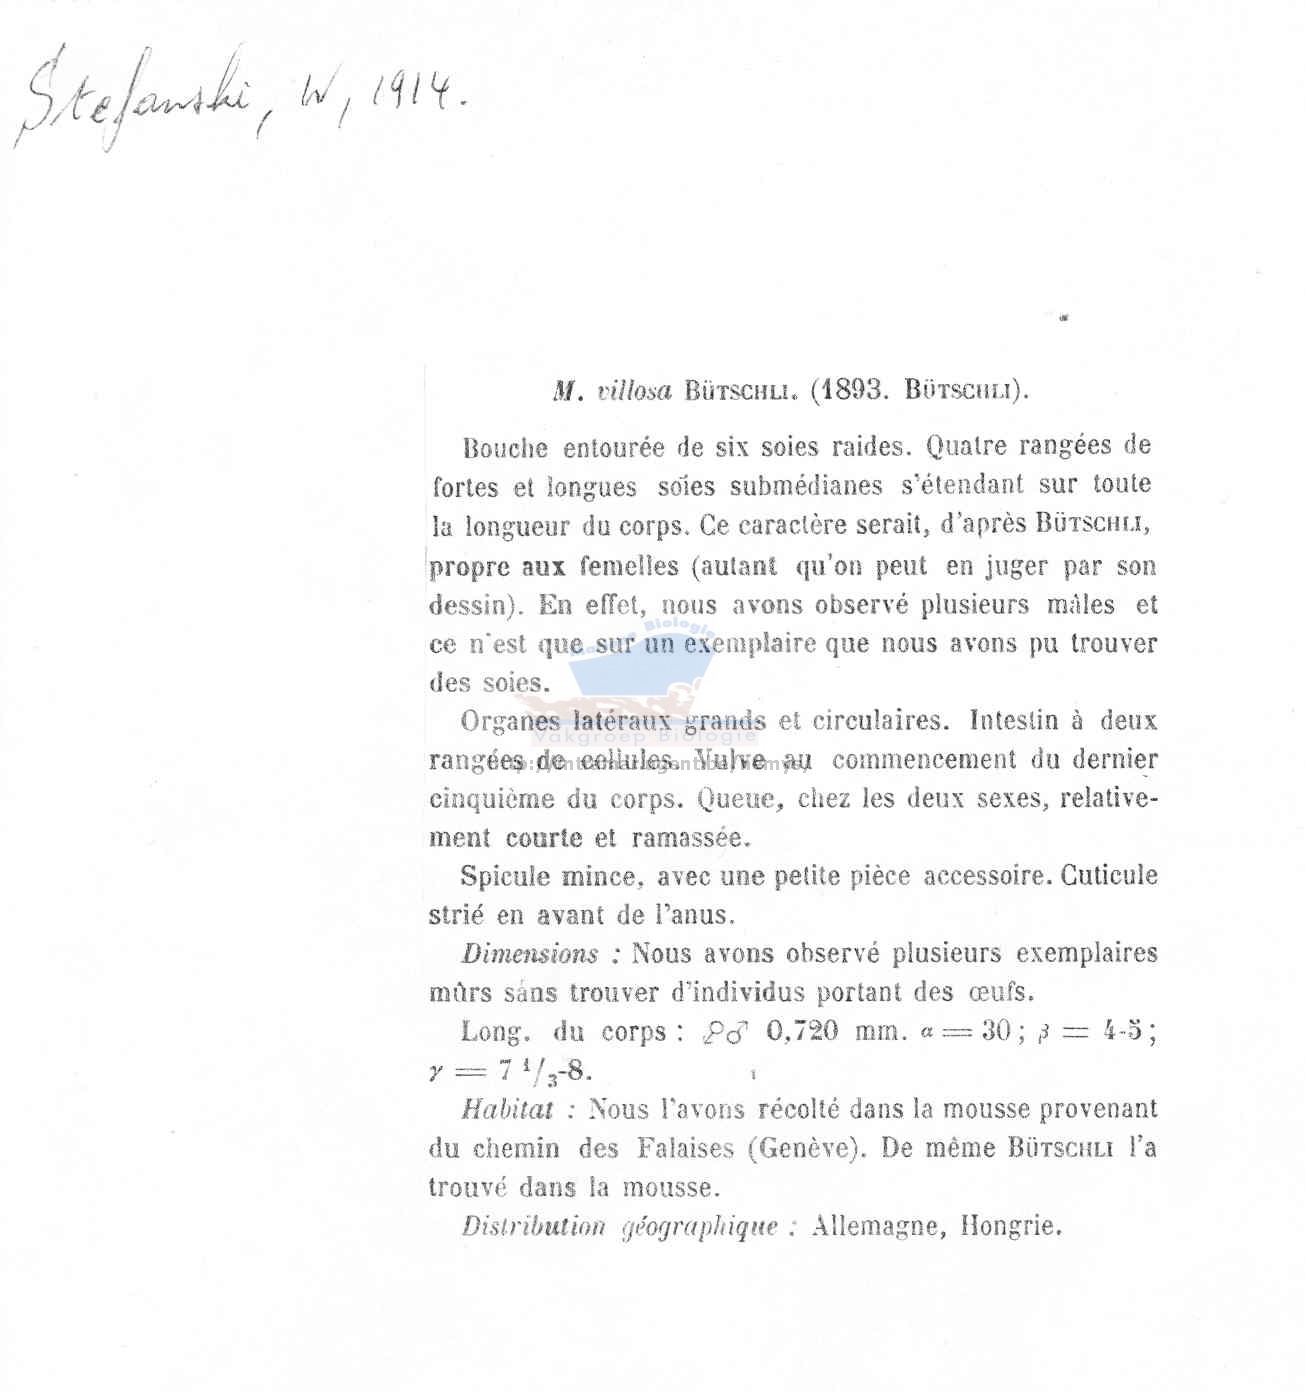 Stefanski, W, 1914.
M. villosa BÜTSCHLI. (1893. BÜTSCHLI).
Bouche entourée de six soies raides. Quatre rangées de
fortes et longues soies submédianes s'étendant sur toute
la longueur du corps. Ce caractère serait, d'après BÜTSCHLI,
propre aux femelles (autant qu'on peut en juger par son
dessin). En effet, nous avons observé plusieurs mâles et
ce n'est que sur un exemplaire que nous avons pu trouver
des soies.
Organes latéraux grands et circulaires. Intestin à deux
rangées de cellules. Vulve au commencement du dernier
cinquième du corps. Queue, chez les deux sexes, relative-
ment courte et ramassée.
Spicule mince, avec une petite pièce accessoire. Cuticule
strié en avant de l'anus.
Dimensions : Nous avons observé plusieurs exemplaires
mûrs sans trouver d'individus portant des œufs.
Long. du corps : ♀♂ 0,720 mm. α = 30 ; β = 4-5 ;
γ = 7 1/3-8.
Habitat : Nous l'avons récolté dans la mousse provenant
du chemin des Falaises (Genève). De même BÜTSCHLI l'a
trouvé dans la mousse.
Distribution géographique : Allemagne, Hongrie.
Biologie
Vakgroep Biologie